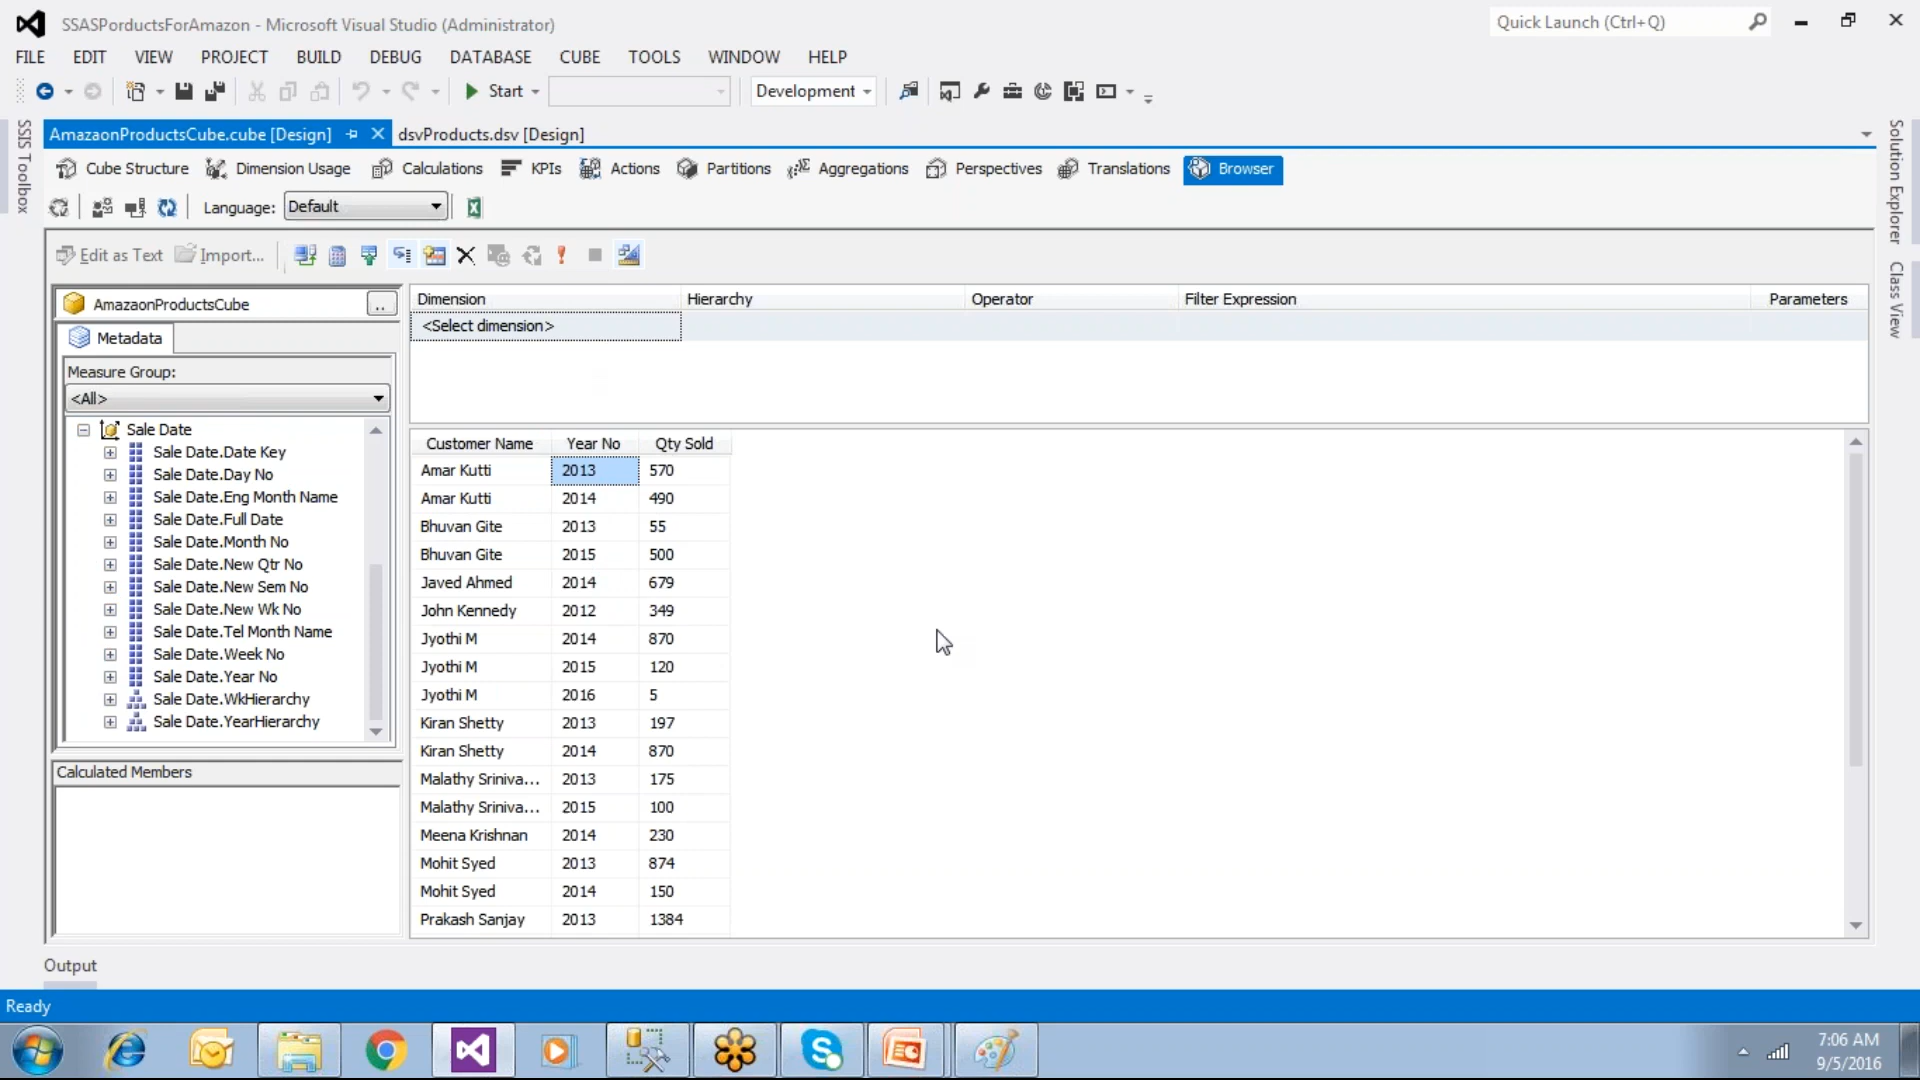 SSASPorductsForAmazon - Microsoft Visual Studio (Administrator)
Quick Launch (Ctrl+Q)
FILE EDIT VIEW PROJECT BUILD DEBUG DATABASE CUBE TOOLS WINDOW HELP
Start
Development
SSIS Toolbox
AmazaonProductsCube.cube [Design]
dsvProducts.dsv [Design]
Solution Explorer
Class View
Cube Structure Dimension Usage Calculations KPIs Actions Partitions Aggregations Perspectives Translations Browser
Language: Default
Edit as Text Import...
AmazaonProductsCube
..
Metadata
Measure Group:
<All>
Sale Date
Sale Date.Date Key
Sale Date.Day No
Sale Date.Eng Month Name
Sale Date.Full Date
Sale Date.Month No
Sale Date.New Qtr No
Sale Date.New Sem No
Sale Date.New Wk No
Sale Date.Tel Month Name
Sale Date.Week No
Sale Date.Year No
Sale Date.WkHierarchy
Sale Date.YearHierarchy
Calculated Members
Dimension Hierarchy Operator Filter Expression Parameters
<Select dimension>
Customer Name Year No Qty Sold
Amar Kutti 2013 570
Amar Kutti 2014 490
Bhuvan Gite 2013 55
Bhuvan Gite 2015 500
Javed Ahmed 2014 679
John Kennedy 2012 349
Jyothi M 2014 870
Jyothi M 2015 120
Jyothi M 2016 5
Kiran Shetty 2013 197
Kiran Shetty 2014 870
Malathy Sriniva... 2013 175
Malathy Sriniva... 2015 100
Meena Krishnan 2014 230
Mohit Syed 2013 874
Mohit Syed 2014 150
Prakash Sanjay 2013 1384
Output
Ready
7:06 AM
9/5/2016